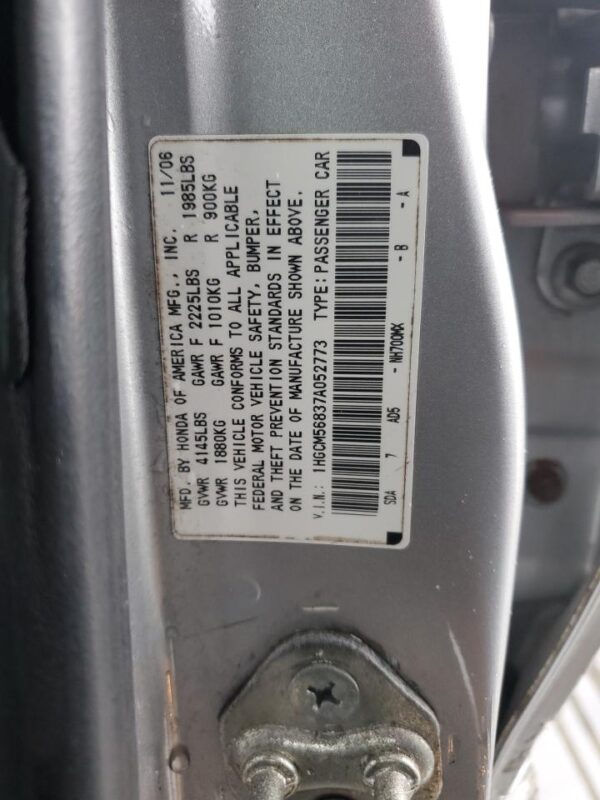 MFD. BY HONDA OF AMERICA MFG., INC. 11/06
GVWR 4145LBS GAWR F 2225LBS R 1985LBS
GVWR 1880KG GAWR F 1010KG R 900KG
THIS VEHICLE CONFORMS TO ALL APPLICABLE
FEDERAL MOTOR VEHICLE SAFETY, BUMPER,
AND THEFT PREVENTION STANDARDS IN EFFECT
ON THE DATE OF MANUFACTURE SHOWN ABOVE.
V.I.N.: 1HGCM56837A052773 TYPE: PASSENGER CAR
SDA 7 AD5 - NH700MX - B - A